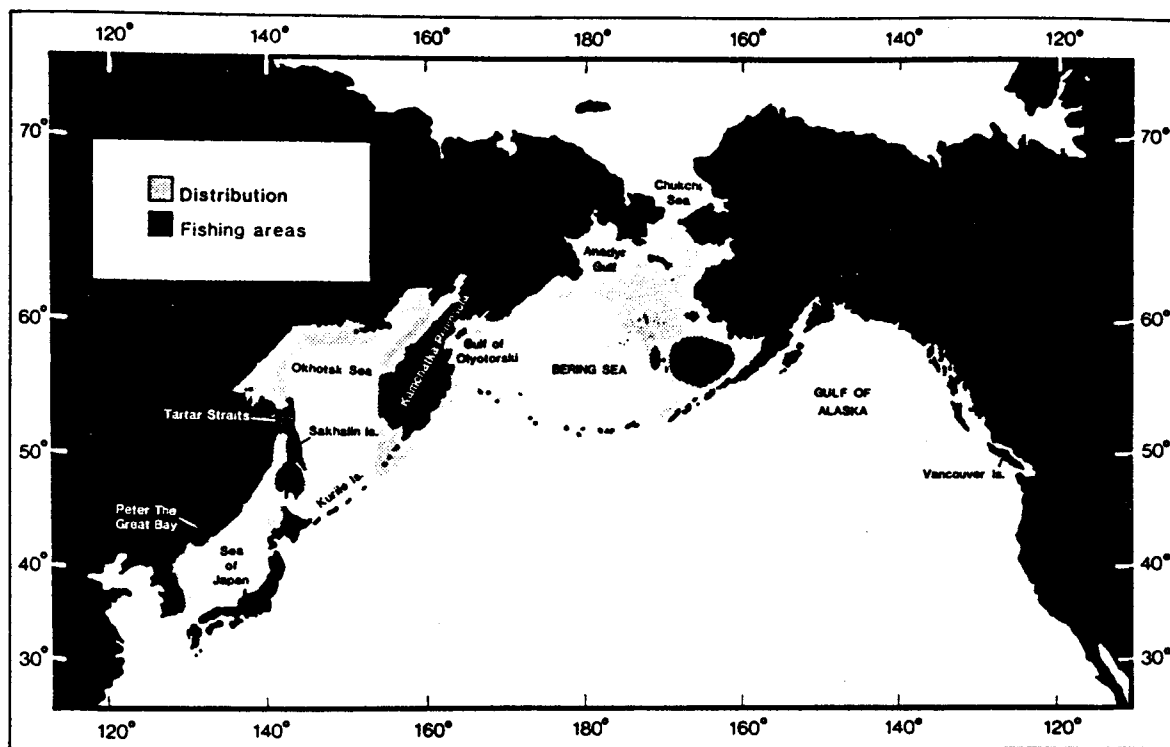 120° 140° 160° 180° 160° 140° 120°
70° 70°
Distribution
Fishing areas
Chukchi
Sea
Anadyr
Gulf
60° 60°
Kamchatka Peninsula
Gulf of
Olyotorski
Okhotsk Sea
BERING SEA
GULF OF
ALASKA
Tartar Straits
Sakhalin Is.
50° 50°
Vancouver Is.
Kurile Is.
Peter The
Great Bay
Sea
of
Japan
40° 40°
30° 30°
120° 140° 160° 180° 160° 140° 120°